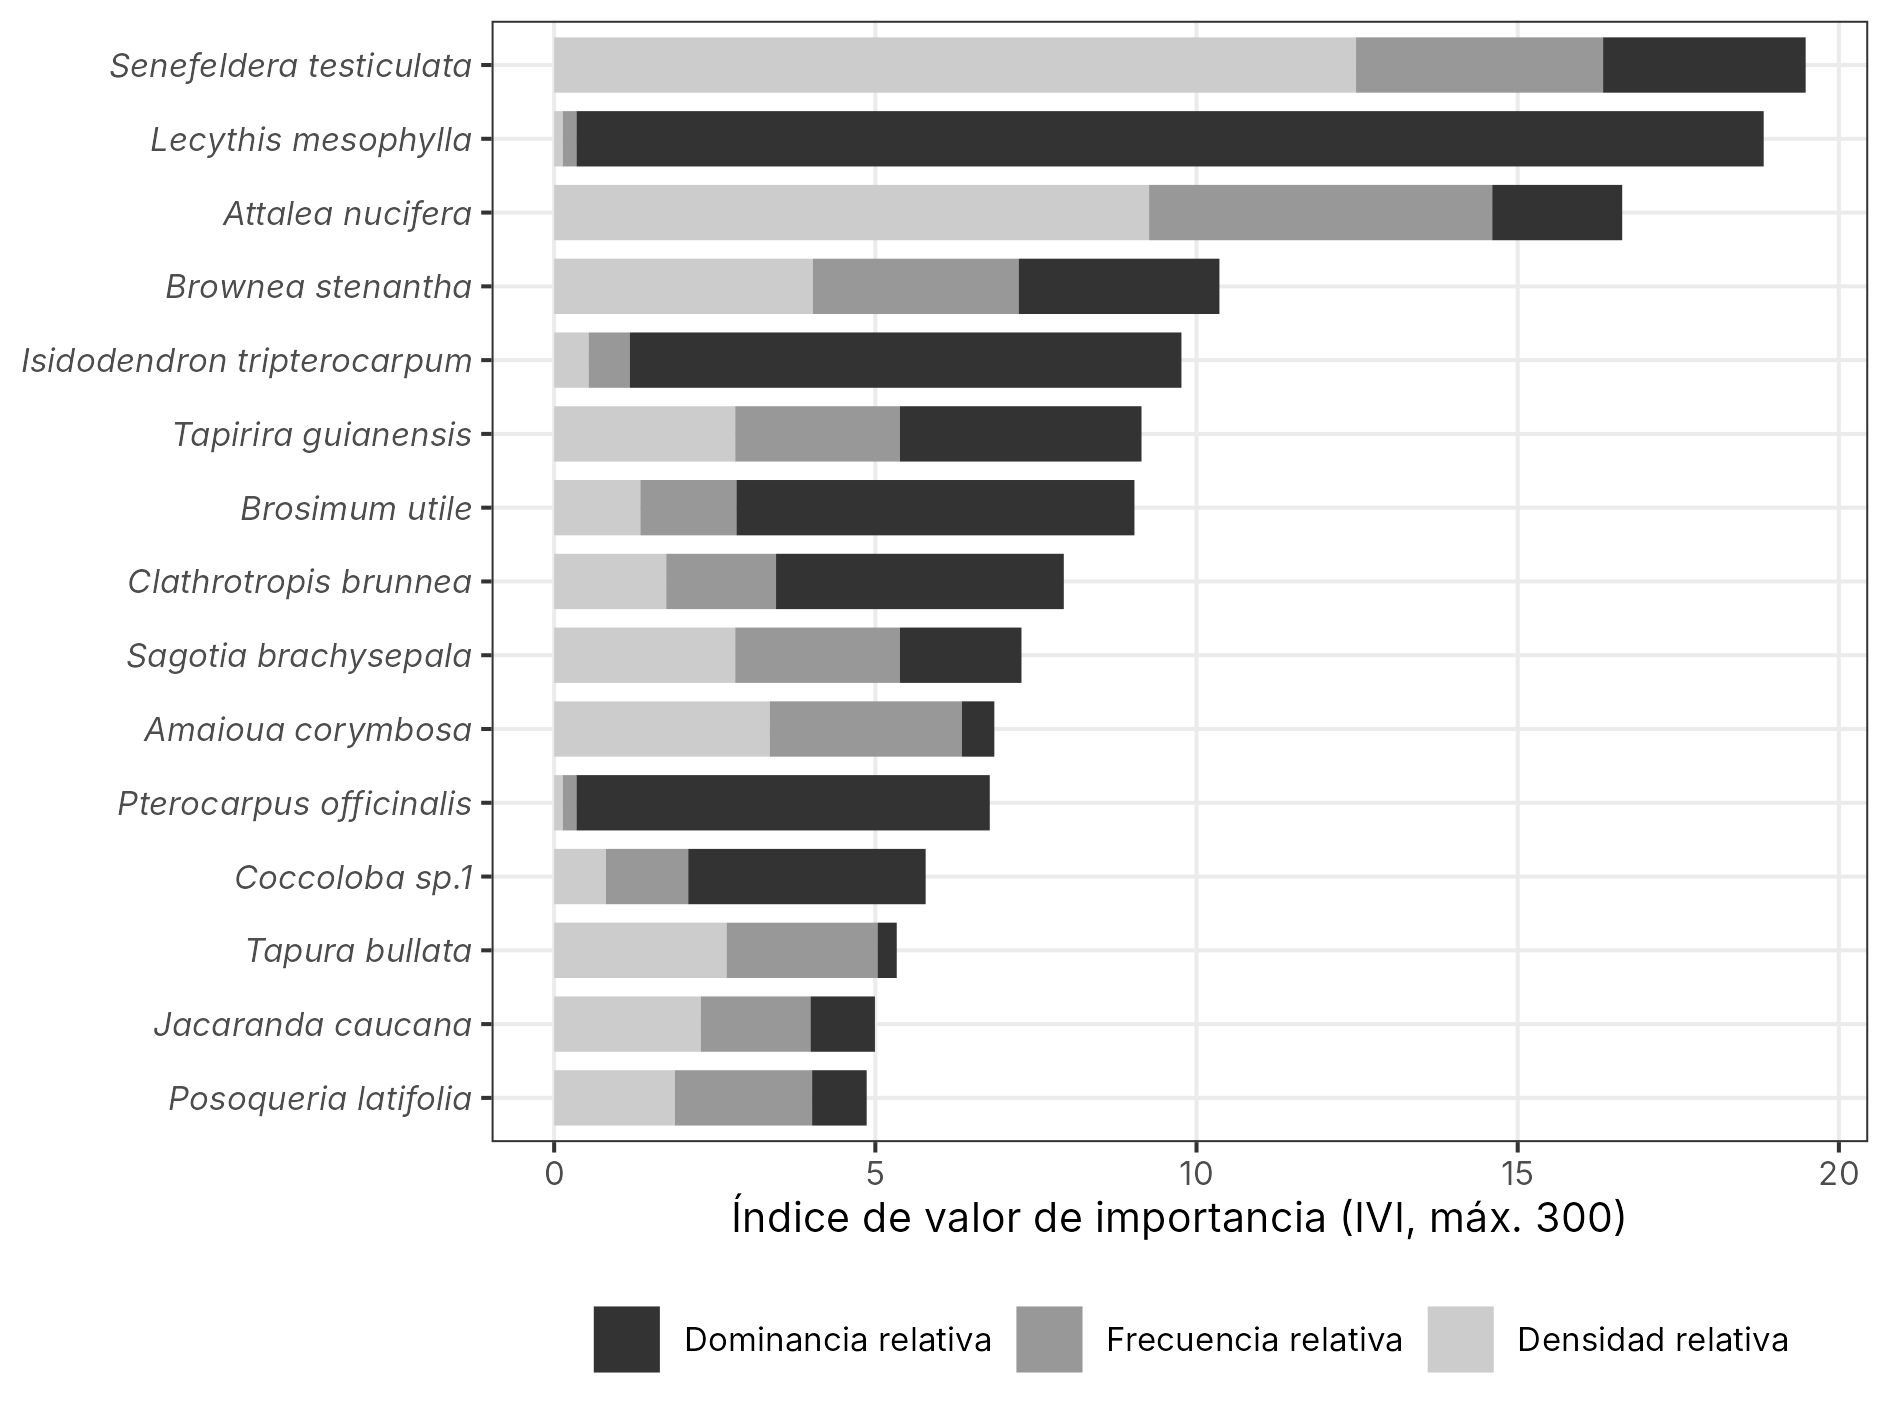 Senefeldera testiculata
Lecythis mesophylla
Attalea nucifera
Brownea stenantha
Isidodendron tripterocarpum
Tapirira guianensis
Brosimum utile
Clathrotropis brunnea
Sagotia brachysepala
Amaioua corymbosa
Pterocarpus officinalis
Coccoloba sp.1
Tapura bullata
Jacaranda caucana
Posoqueria latifolia
0 5 10 15 20
Índice de valor de importancia (IVI, máx. 300)
Dominancia relativa Frecuencia relativa Densidad relativa